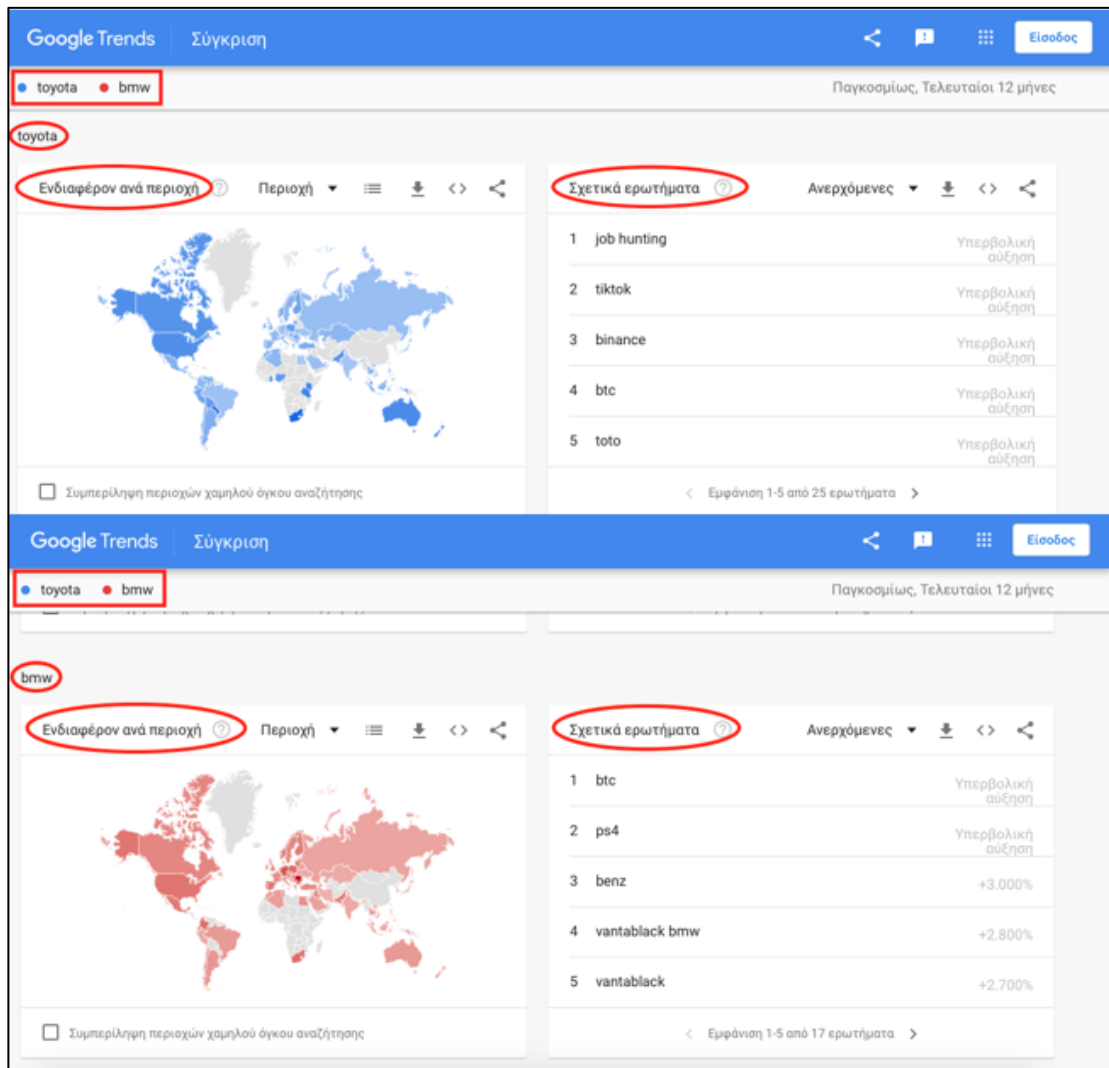 Google Trends Σύγκριση Είσοδος
toyota bmw Παγκοσμίως, Τελευταίοι 12 μήνες
toyota
Ενδιαφέρον ανά περιοχή Περιοχή
Σχετικά ερωτήματα Ανερχόμενες
1 job hunting Υπερβολική
αύξηση
2 tiktok Υπερβολική
αύξηση
3 binance Υπερβολική
αύξηση
4 btc Υπερβολική
αύξηση
5 toto Υπερβολική
αύξηση
Συμπερίληψη περιοχών χαμηλού όγκου αναζήτησης
Εμφάνιση 1-5 από 25 ερωτήματα
Google Trends Σύγκριση Είσοδος
toyota bmw Παγκοσμίως, Τελευταίοι 12 μήνες
bmw
Ενδιαφέρον ανά περιοχή Περιοχή
Σχετικά ερωτήματα Ανερχόμενες
1 btc Υπερβολική
αύξηση
2 ps4 Υπερβολική
αύξηση
3 benz +3.000%
4 vantablack bmw +2.800%
5 vantablack +2.700%
Συμπερίληψη περιοχών χαμηλού όγκου αναζήτησης
Εμφάνιση 1-5 από 17 ερωτήματα